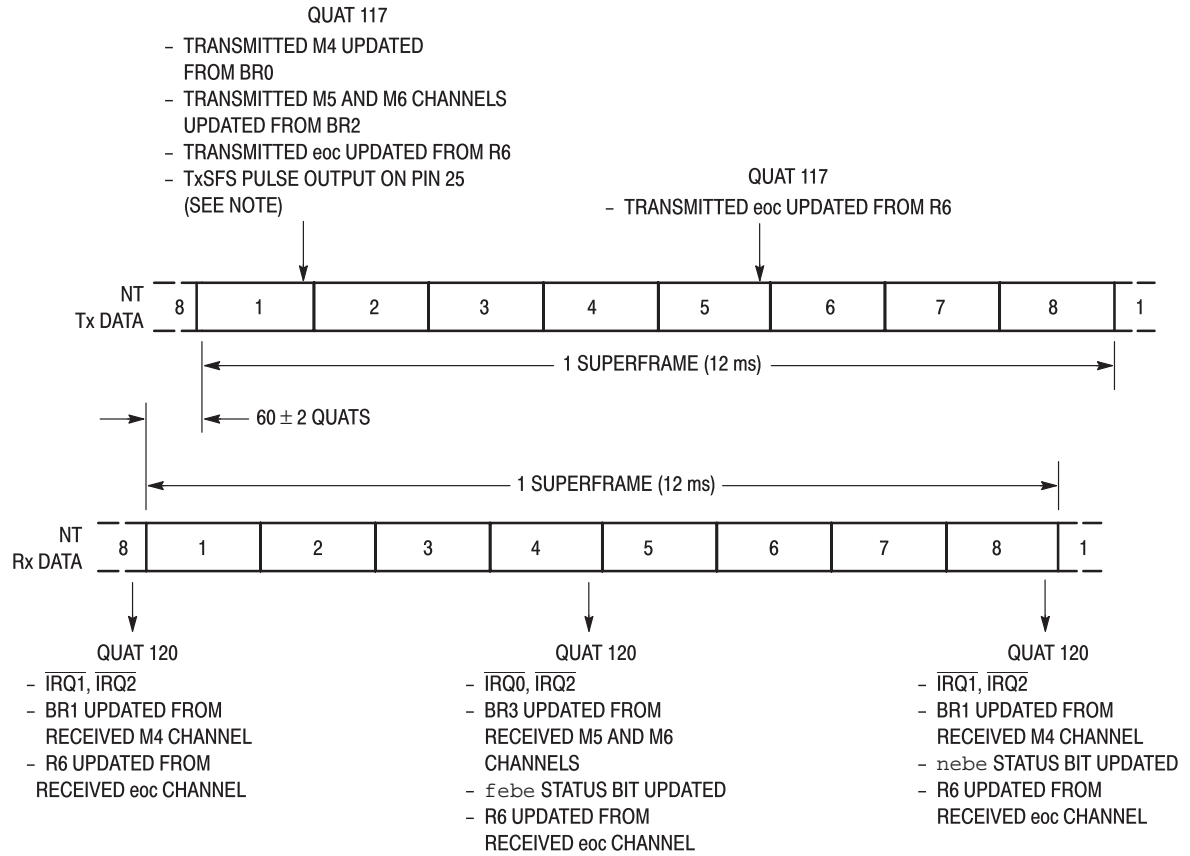 QUAT 117
– TRANSMITTED M4 UPDATED
FROM BR0
– TRANSMITTED M5 AND M6 CHANNELS
UPDATED FROM BR2
– TRANSMITTED eoc UPDATED FROM R6
– TxSFS PULSE OUTPUT ON PIN 25
(SEE NOTE)
QUAT 117
– TRANSMITTED eoc UPDATED FROM R6
NT
Tx DATA
8 1 2 3 4 5 6 7 8 1
1 SUPERFRAME (12 ms)
60 ± 2 QUATS
1 SUPERFRAME (12 ms)
NT
Rx DATA
8 1 2 3 4 5 6 7 8 1
QUAT 120
– I̅R̅Q̅1̅, I̅R̅Q̅2̅
– BR1 UPDATED FROM
RECEIVED M4 CHANNEL
– R6 UPDATED FROM
RECEIVED eoc CHANNEL
QUAT 120
– I̅R̅Q̅0̅, I̅R̅Q̅2̅
– BR3 UPDATED FROM
RECEIVED M5 AND M6
CHANNELS
– febe STATUS BIT UPDATED
– R6 UPDATED FROM
RECEIVED eoc CHANNEL
QUAT 120
– I̅R̅Q̅1̅, I̅R̅Q̅2̅
– BR1 UPDATED FROM
RECEIVED M4 CHANNEL
– nebe STATUS BIT UPDATED
– R6 UPDATED FROM
RECEIVED eoc CHANNEL